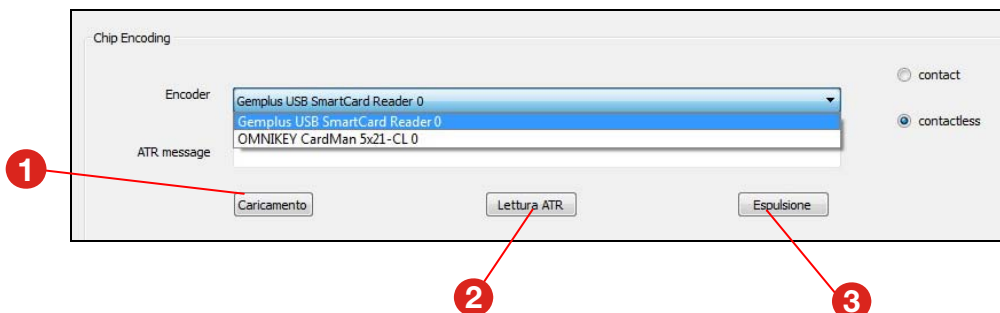 Chip Encoding
contact
Encoder
Gemplus USB SmartCard Reader 0
Gemplus USB SmartCard Reader 0
contactless
OMNIKEY CardMan 5x21-CL 0
ATR message
1
Caricamento
Lettura ATR
Espulsione
2
3